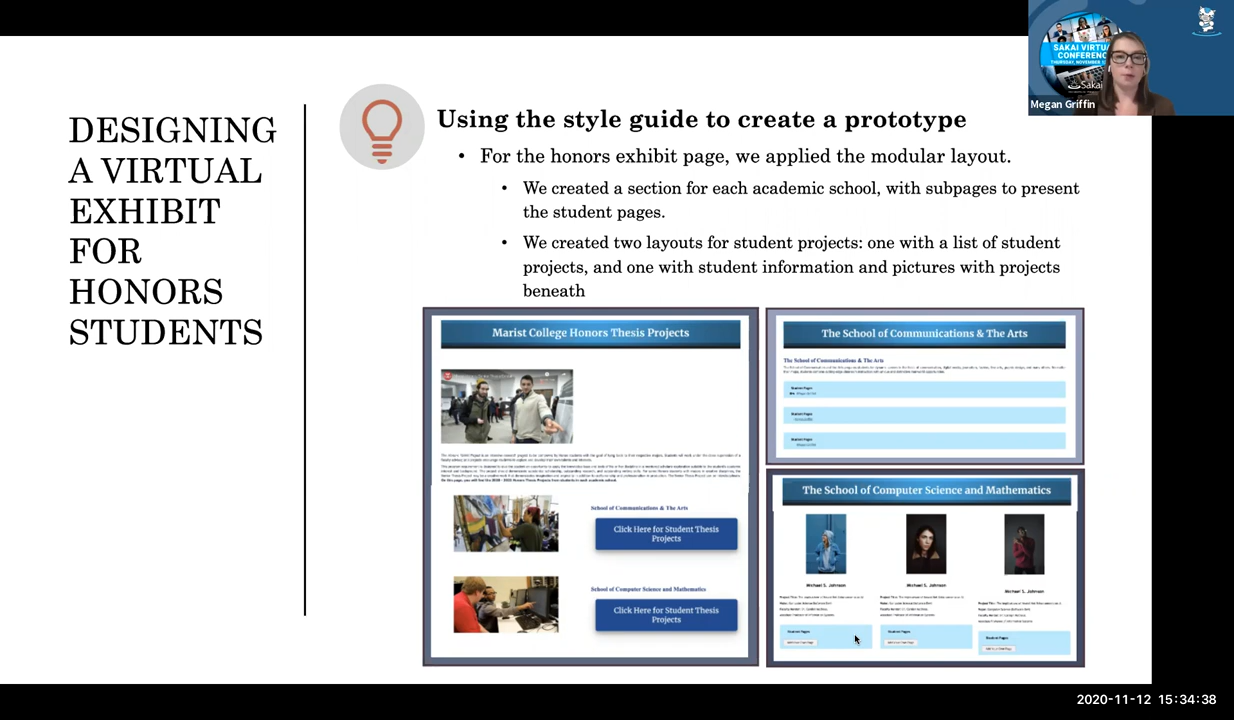 SAKAI VIRTUAL
CONFERENCE
THURSDAY, NOVEMBER
Sakai
Megan Griffin
DESIGNING
A VIRTUAL
EXHIBIT
FOR
HONORS
STUDENTS
Using the style guide to create a prototype
• For the honors exhibit page, we applied the modular layout.
• We created a section for each academic school, with subpages to present
the student pages.
• We created two layouts for student projects: one with a list of student
projects, and one with student information and pictures with projects
beneath
Marist College Honors Thesis Projects
School of Communications & The Arts
Click Here for Student Thesis
Projects
School of Computer Science and Mathematics
Click Here for Student Thesis
Projects
The School of Communications & The Arts
The School of Communications & The Arts
Student Pages
Student Pages
Student Pages
The School of Computer Science and Mathematics
Michael S. Johnson
Michael S. Johnson
Michael S. Johnson
Student Pages
Student Pages
Student Pages
2020-11-12 15:34:38